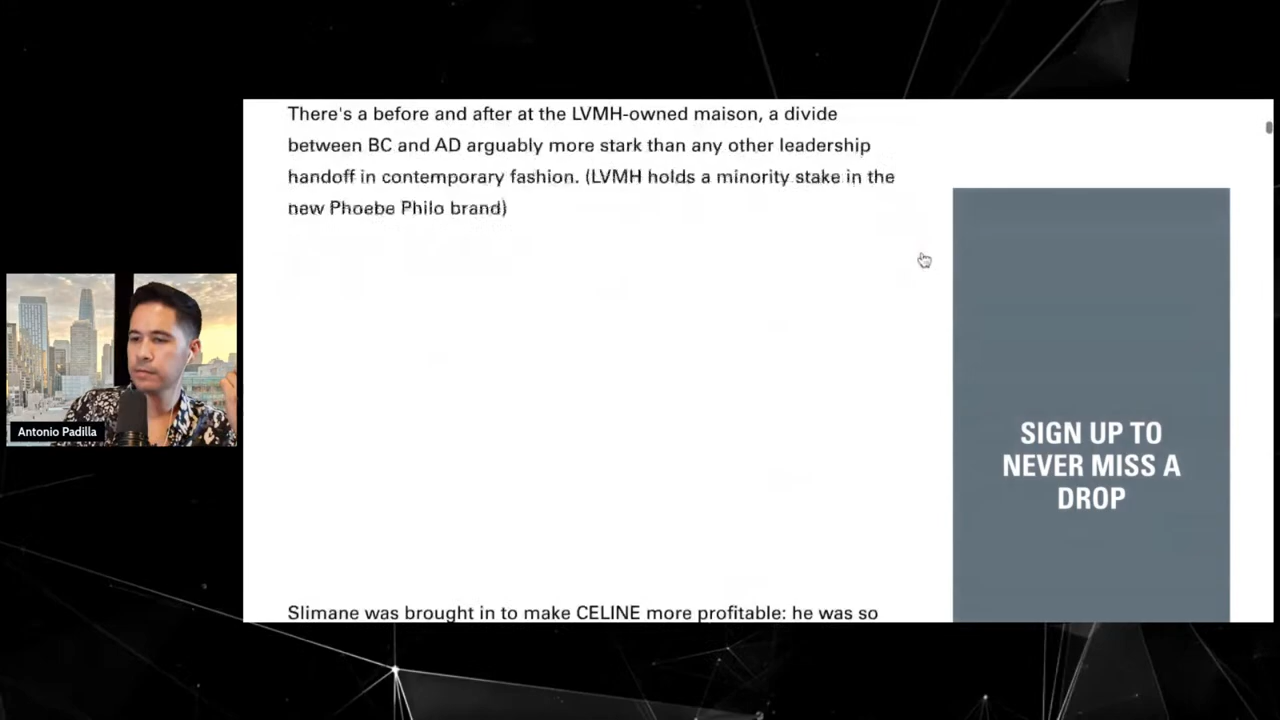 There's a before and after at the LVMH-owned maison, a divide
between BC and AD arguably more stark than any other leadership
handoff in contemporary fashion. (LVMH holds a minority stake in the
new Phoebe Philo brand)
SIGN UP TO
NEVER MISS A
DROP
Slimane was brought in to make CELINE more profitable: he was so
Antonio Padilla